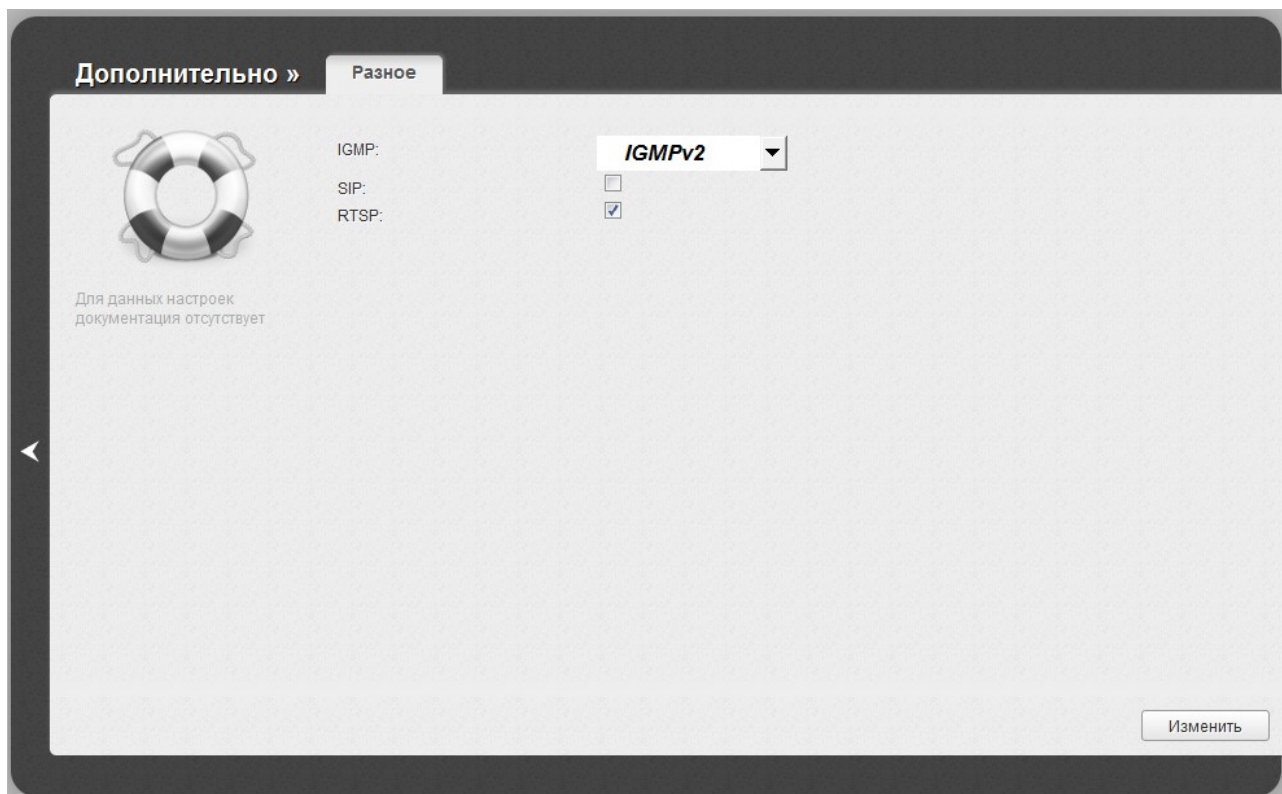 Дополнительно »
Разное
IGMP:
IGMPv2
SIP:
RTSP:
Для данных настроек
документация отсутствует
Изменить